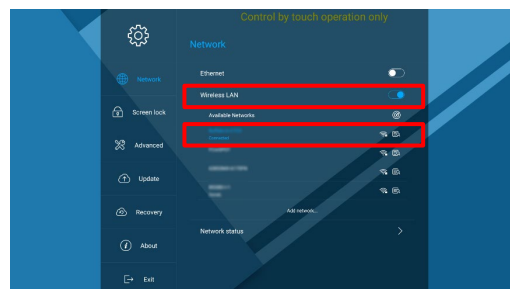 Control by touch operation only
Network
Ethernet
Network
Wireless LAN
Screen lock
Available Networks
Advanced
Update
Recovery
Add network...
About
Network status
Exit